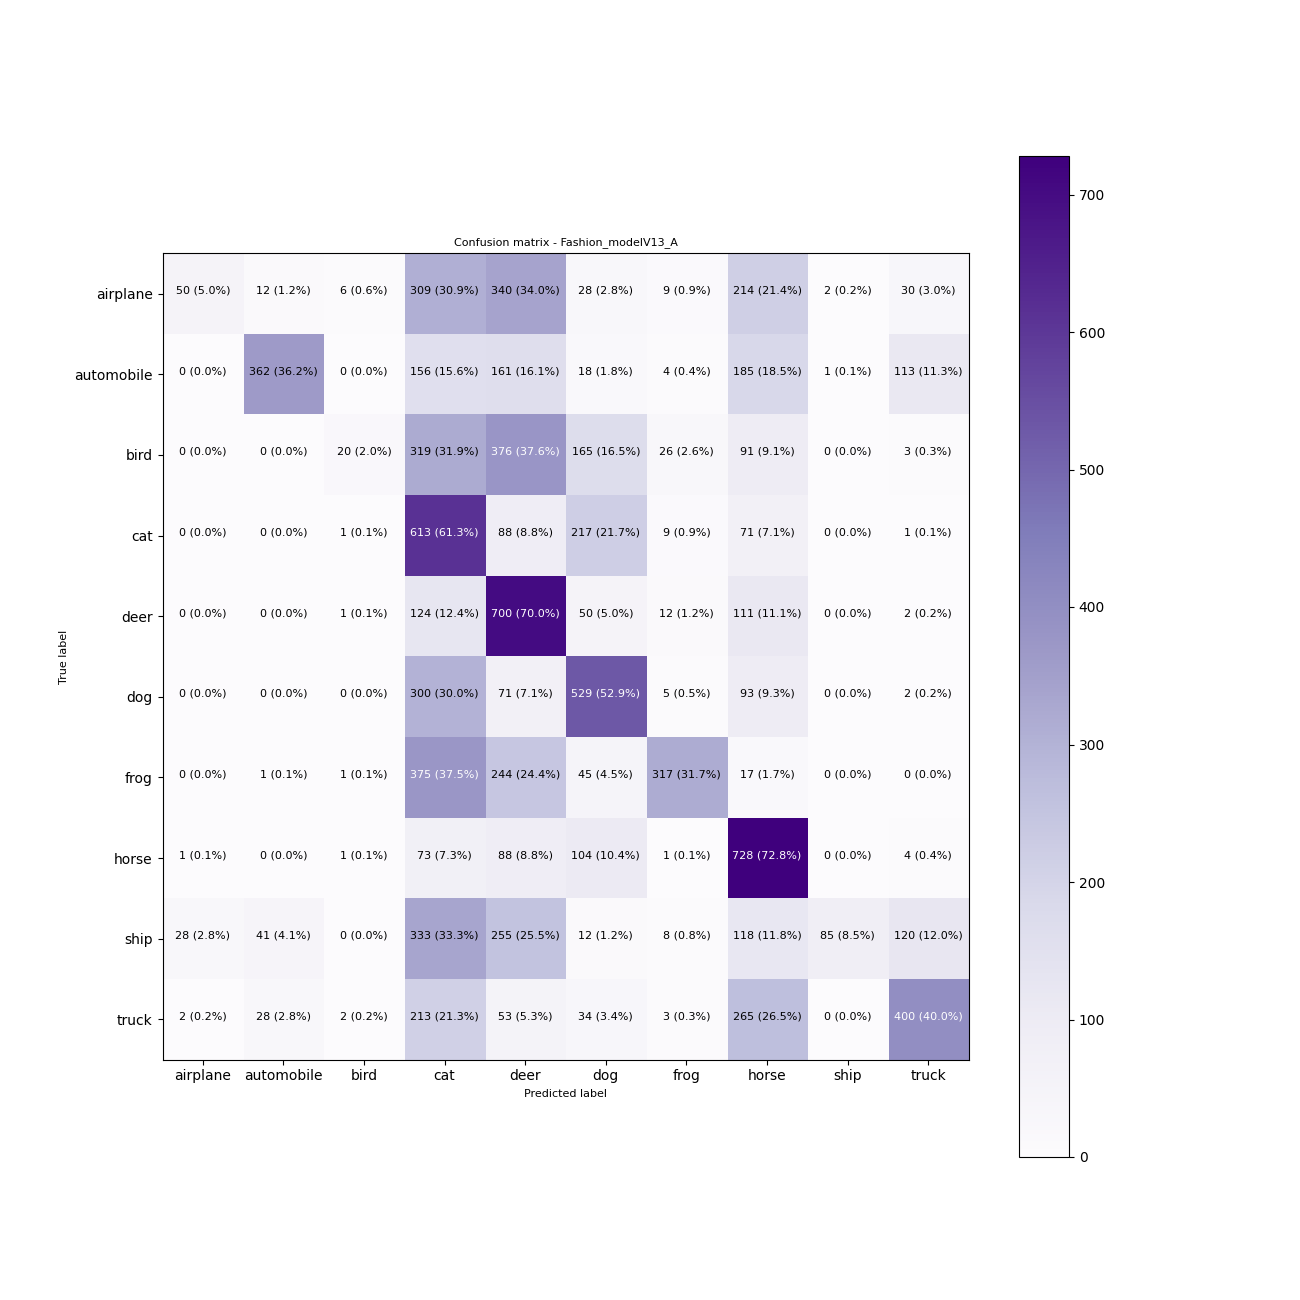 Confusion matrix - Fashion_modelV13_A
airplane 50 (5.0%) 12 (1.2%) 6 (0.6%) 309 (30.9%) 340 (34.0%) 28 (2.8%) 9 (0.9%) 214 (21.4%) 2 (0.2%) 30 (3.0%)
automobile 0 (0.0%) 362 (36.2%) 0 (0.0%) 156 (15.6%) 161 (16.1%) 18 (1.8%) 4 (0.4%) 185 (18.5%) 1 (0.1%) 113 (11.3%)
bird 0 (0.0%) 0 (0.0%) 20 (2.0%) 319 (31.9%) 376 (37.6%) 165 (16.5%) 26 (2.6%) 91 (9.1%) 0 (0.0%) 3 (0.3%)
cat 0 (0.0%) 0 (0.0%) 1 (0.1%) 613 (61.3%) 88 (8.8%) 217 (21.7%) 9 (0.9%) 71 (7.1%) 0 (0.0%) 1 (0.1%)
deer 0 (0.0%) 0 (0.0%) 1 (0.1%) 124 (12.4%) 700 (70.0%) 50 (5.0%) 12 (1.2%) 111 (11.1%) 0 (0.0%) 2 (0.2%)
dog 0 (0.0%) 0 (0.0%) 0 (0.0%) 300 (30.0%) 71 (7.1%) 529 (52.9%) 5 (0.5%) 93 (9.3%) 0 (0.0%) 2 (0.2%)
frog 0 (0.0%) 1 (0.1%) 1 (0.1%) 375 (37.5%) 244 (24.4%) 45 (4.5%) 317 (31.7%) 17 (1.7%) 0 (0.0%) 0 (0.0%)
horse 1 (0.1%) 0 (0.0%) 1 (0.1%) 73 (7.3%) 88 (8.8%) 104 (10.4%) 1 (0.1%) 728 (72.8%) 0 (0.0%) 4 (0.4%)
ship 28 (2.8%) 41 (4.1%) 0 (0.0%) 333 (33.3%) 255 (25.5%) 12 (1.2%) 8 (0.8%) 118 (11.8%) 85 (8.5%) 120 (12.0%)
truck 2 (0.2%) 28 (2.8%) 2 (0.2%) 213 (21.3%) 53 (5.3%) 34 (3.4%) 3 (0.3%) 265 (26.5%) 0 (0.0%) 400 (40.0%)
airplane automobile bird cat deer dog frog horse ship truck
Predicted label
True label
700
600
500
400
300
200
100
0